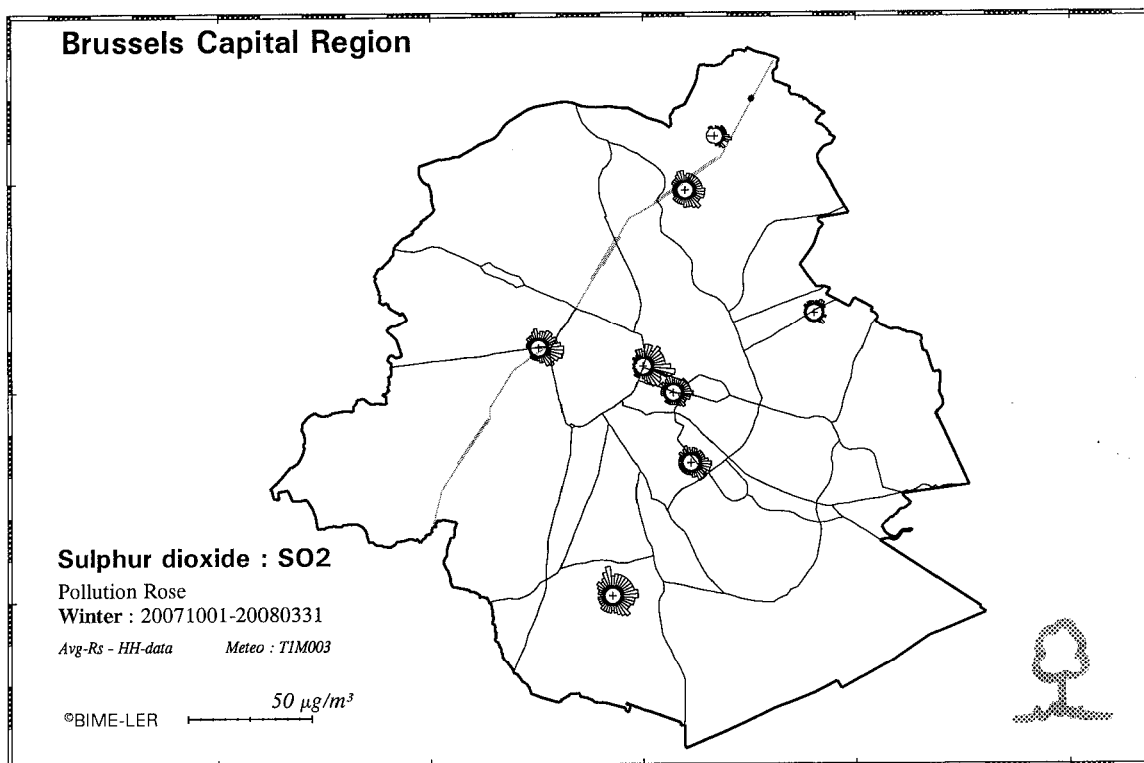 Brussels Capital Region
Sulphur dioxide : SO2
Pollution Rose
Winter : 20071001-20080331
Avg-Rs - HH-data Meteo : T1M003
50 µg/m³
©BIME-LER